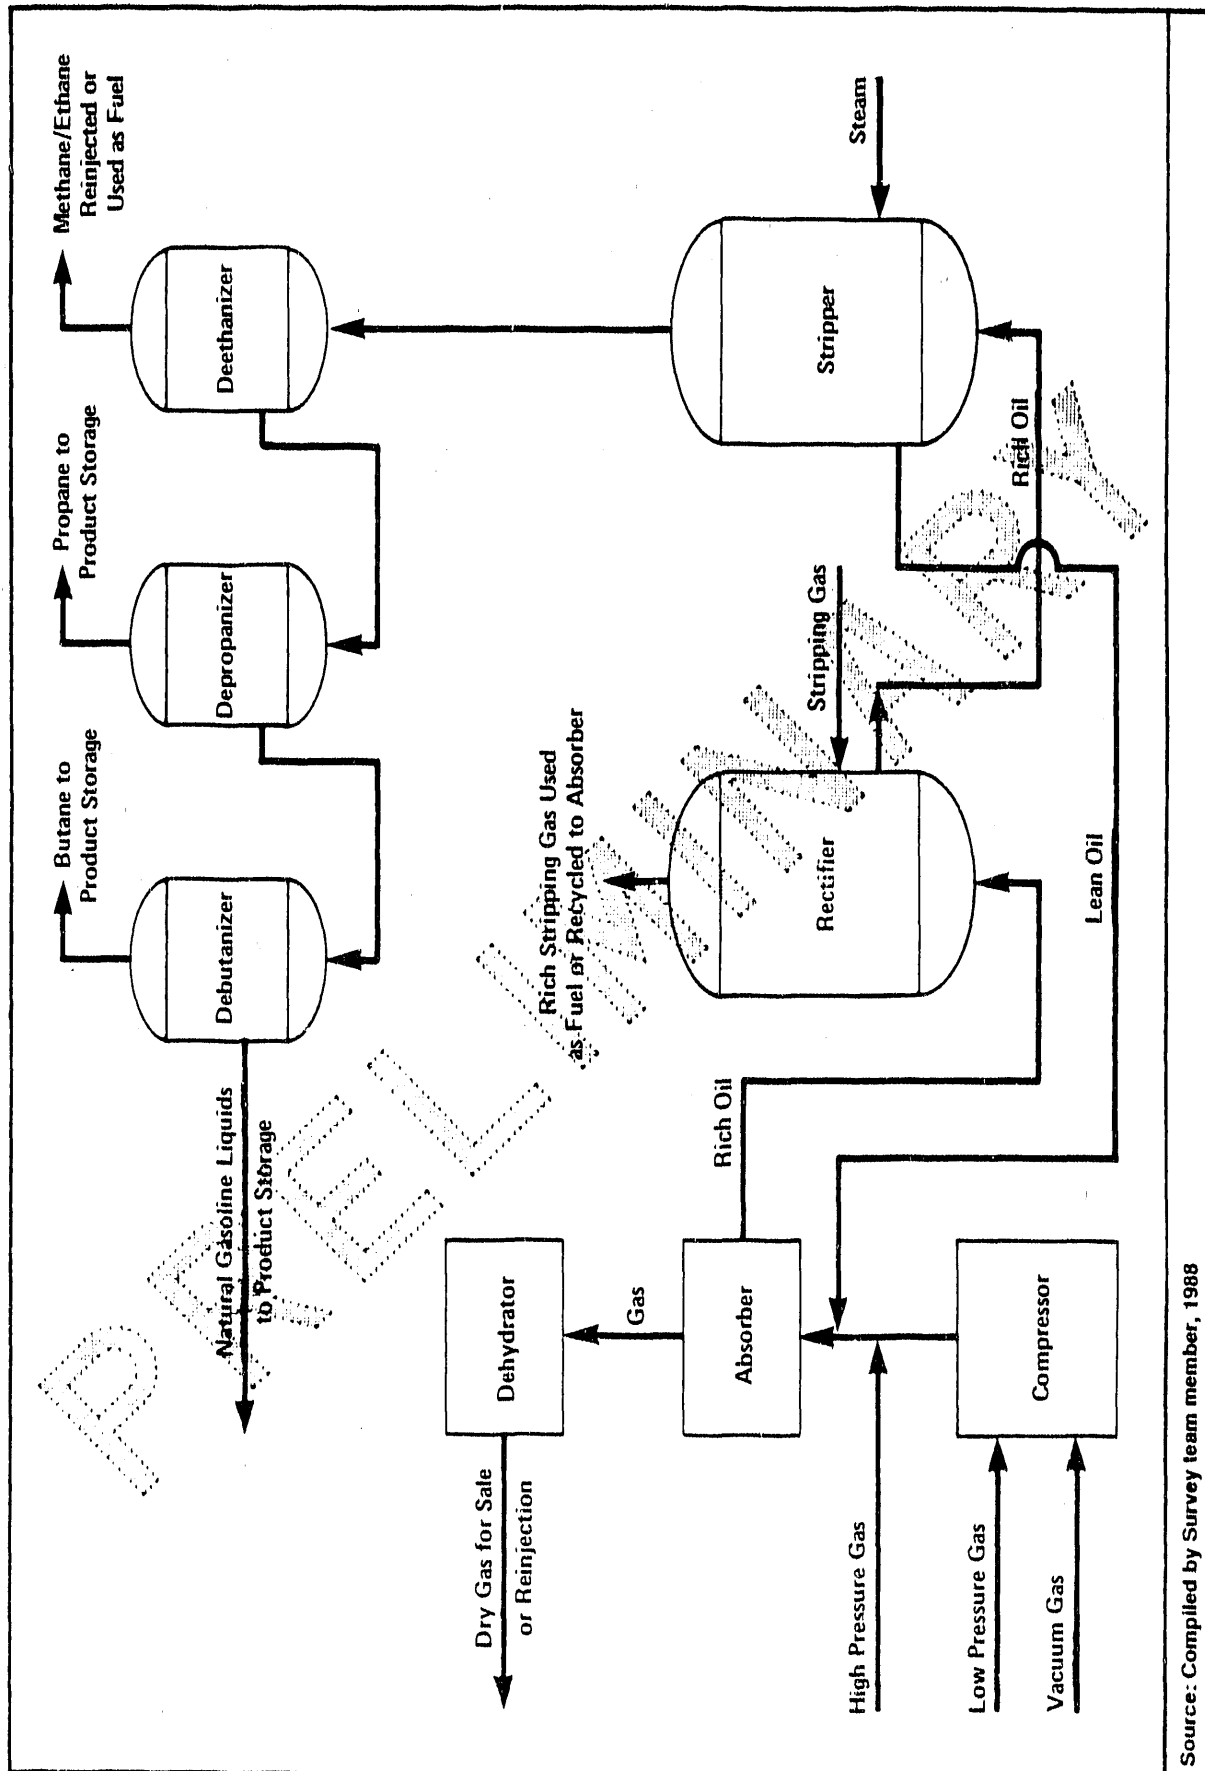 Methane/Ethane
Reinjected or
Used as Fuel
Propane to
Product Storage
Butane to
Product Storage
Deethanizer
Depropanizer
Debutanizer
Natural Gasoline Liquids
to Product Storage
Rich Stripping Gas Used
as Fuel or Recycled to Absorber
Stripping Gas
Steam
Stripper
Rectifier
Rich Oil
Rich Oil
Lean Oil
Dehydrator
Gas
Absorber
Compressor
Dry Gas for Sale
or Reinjection
High Pressure Gas
Low Pressure Gas
Vacuum Gas
PRELIMINARY
Source: Compiled by Survey team member, 1988